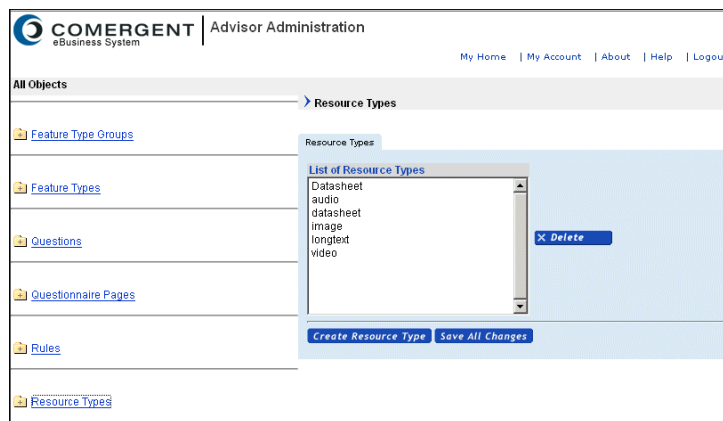 COMERGENT
eBusiness System
Advisor Administration
My Home | My Account | About | Help | Logou
All Objects
Resource Types
Feature Type Groups
Feature Types
Questions
Questionnaire Pages
Rules
Resource Types
Resource Types
List of Resource Types
Datasheet
audio
datasheet
image
longtext
video
X Delete
Create Resource Type
Save All Changes